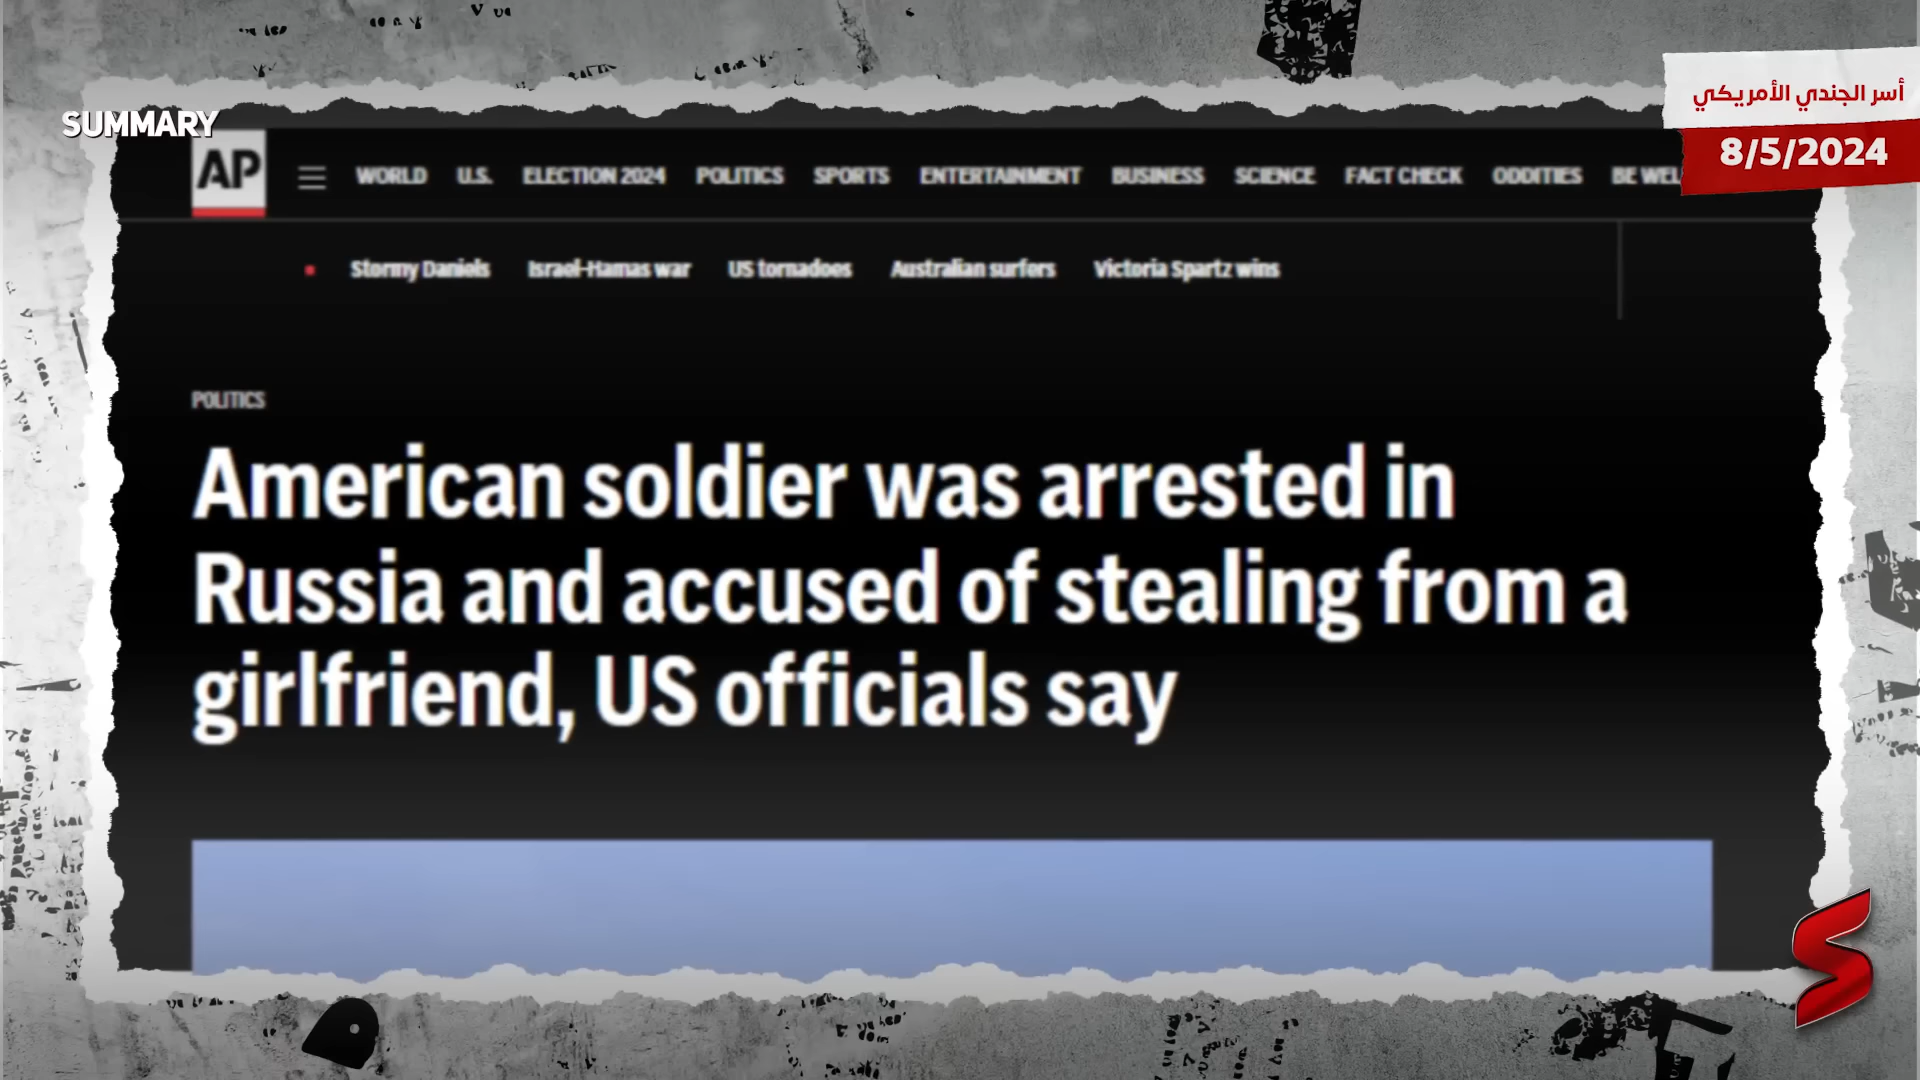 SUMMARY
أسر الجندي الأمريكي
8/5/2024
AP
WORLD U.S. ELECTION 2024 POLITICS SPORTS ENTERTAINMENT BUSINESS SCIENCE FACT CHECK ODDITIES BE WEL
Stormy Daniels Israel-Hamas war US tornadoes Australian surfers Victoria Spartz wins
POLITICS
American soldier was arrested in
Russia and accused of stealing from a
girlfriend, US officials say